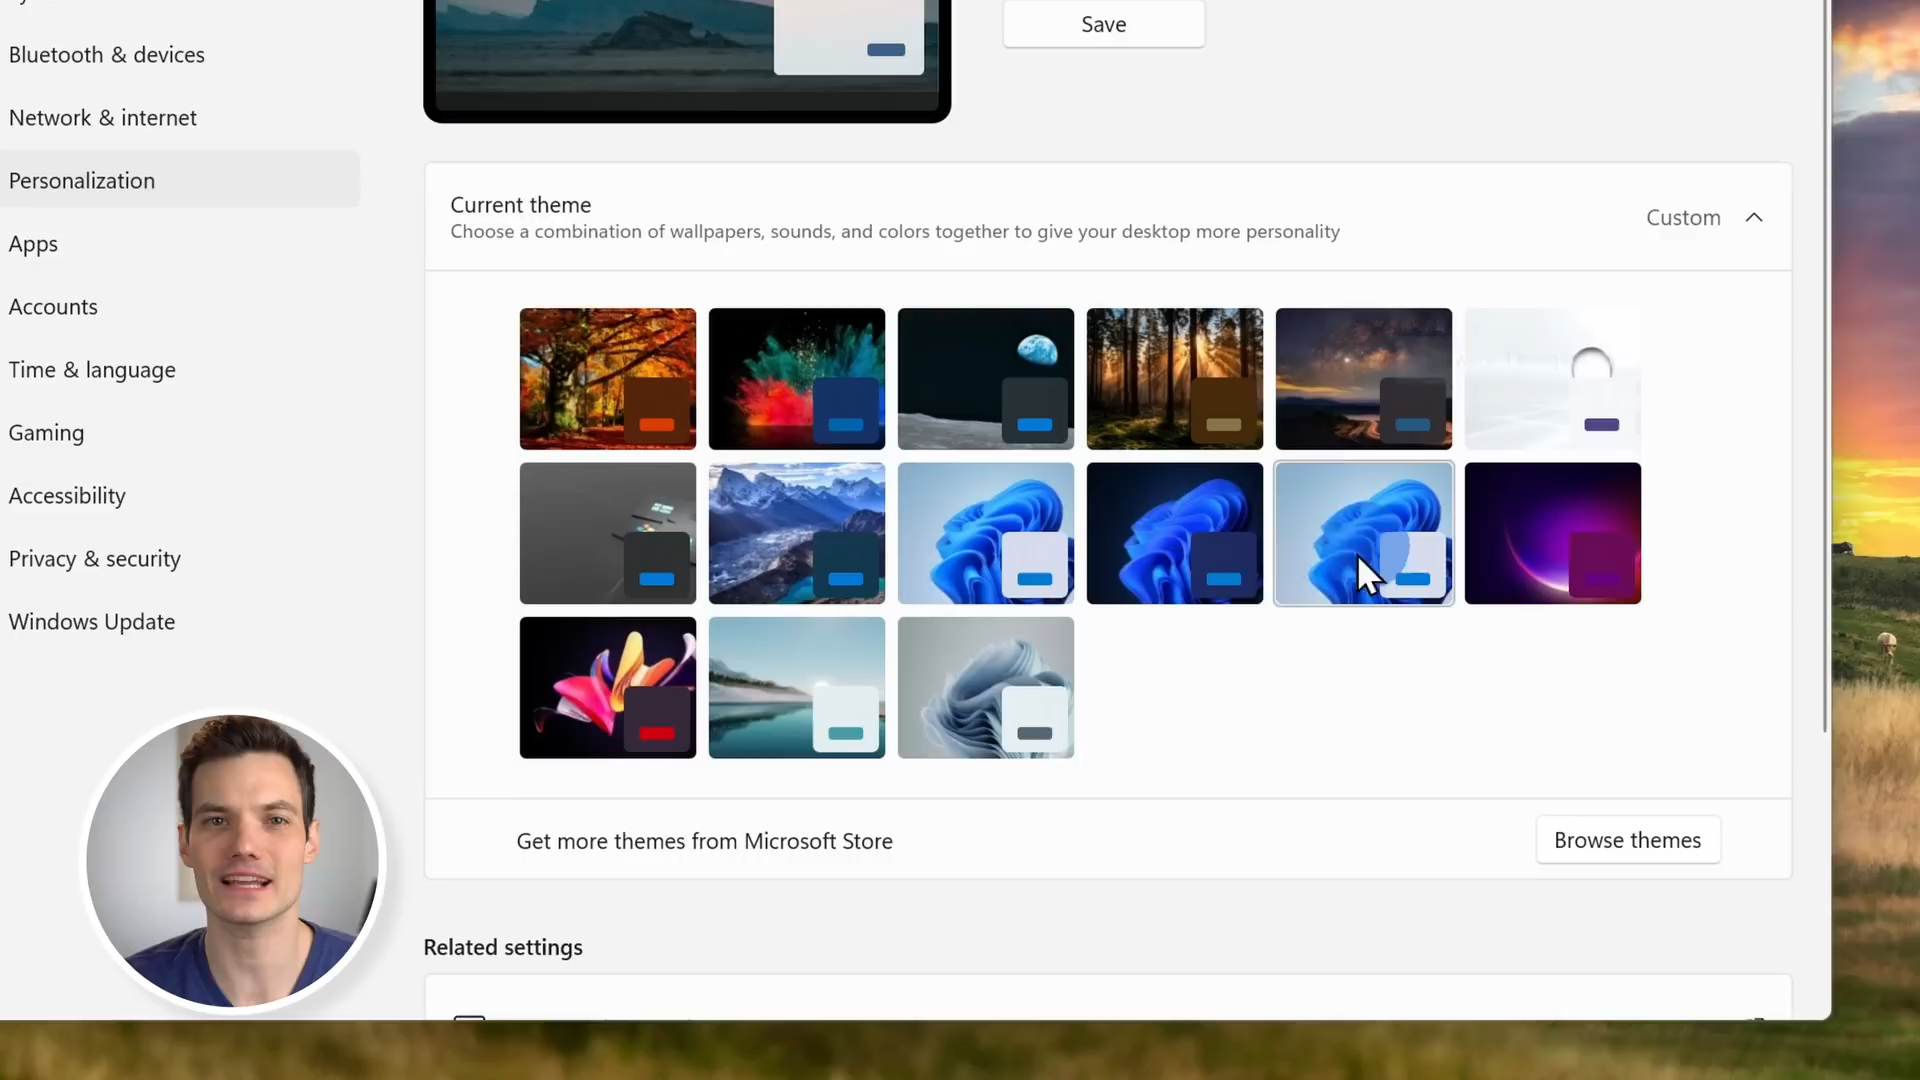 Save
Bluetooth & devices
Network & internet
Personalization
Apps
Accounts
Time & language
Gaming
Accessibility
Privacy & security
Windows Update
Current theme
Choose a combination of wallpapers, sounds, and colors together to give your desktop more personality
Custom
Get more themes from Microsoft Store
Browse themes
Related settings